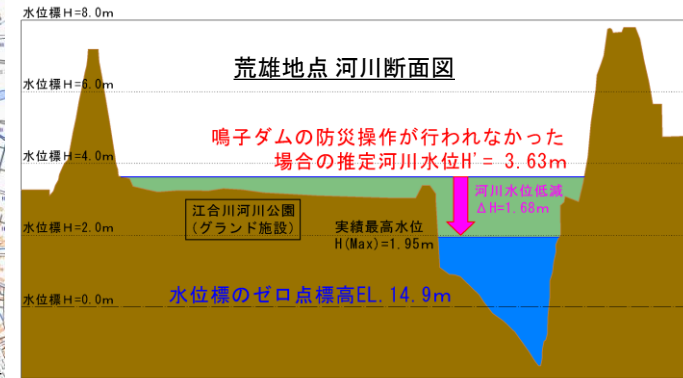 水位標H=8.0m
荒雄地点 河川断面図
水位標H=6.0m
鳴子ダムの防災操作が行われなかった
場合の推定河川水位H'= 3.63m
水位標H=4.0m
河川水位低減
ΔH=1.68m
江合川河川公園
(グランド施設)
水位標H=2.0m
実績最高水位
H(Max)=1.95m
水位標のゼロ点標高EL.14.9m
水位標H=0.0m